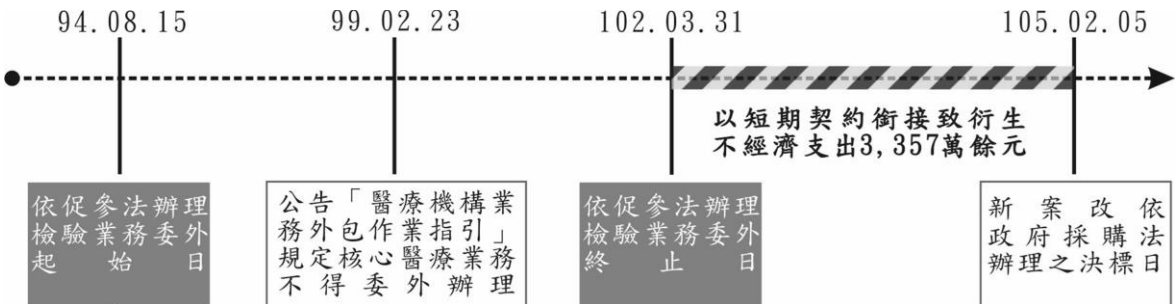 94.08.15
99.02.23
102.03.31
105.02.05
以短期契約銜接致衍生
不經濟支出3,357萬餘元
依促參法辦理
檢驗業務委外
起始日
公告「醫療機構業
務外包作業指引」
規定核心醫療業務
不得委外辦理
依促參法辦理
檢驗業務委外
終止日
新案改依
政府採購法
辦理之決標日